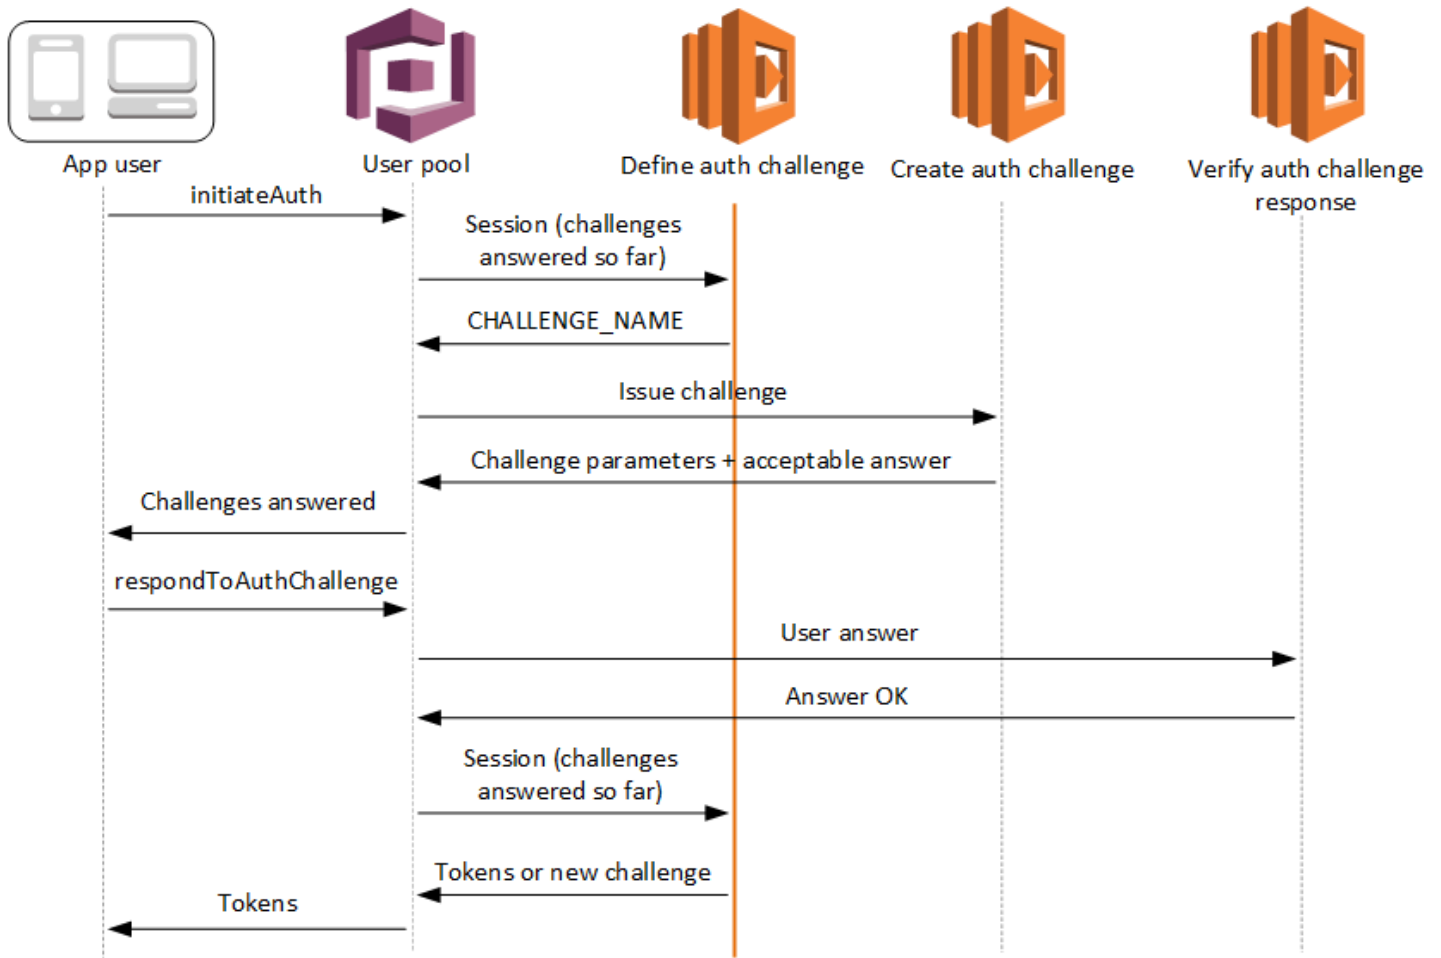 App user
User pool
Define auth challenge
Create auth challenge
Verify auth challenge
response
initiateAuth
Session (challenges
answered so far)
CHALLENGE_NAME
Issue challenge
Challenge parameters + acceptable answer
Challenges answered
respondToAuthChallenge
User answer
Answer OK
Session (challenges
answered so far)
Tokens or new challenge
Tokens